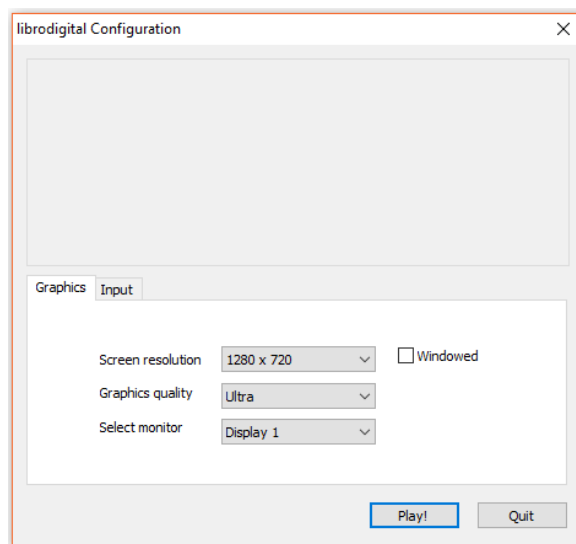 librodigital Configuration
Graphics
Input
Screen resolution
1280 x 720
Windowed
Graphics quality
Ultra
Select monitor
Display 1
Play!
Quit